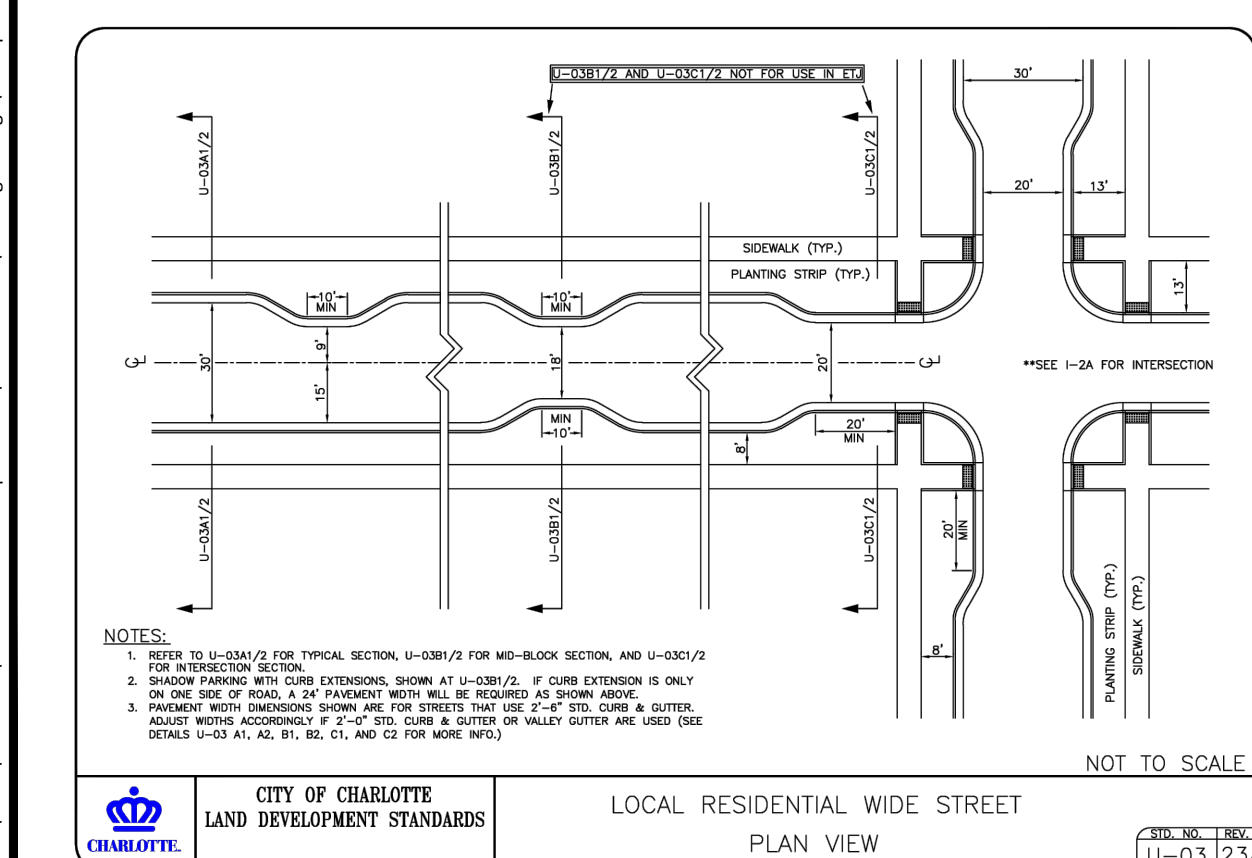 U-03B1/2 AND U-03C1/2 NOT FOR USE IN ETJ
30'
U-03A1/2
U-03B1/2
U-03C1/2
20'
13'
SIDEWALK (TYP.)
PLANTING STRIP (TYP.)
13'
10'
MIN
10'
MIN
30'
9'
15'
18'
20'
CL
CL
**SEE I-2A FOR INTERSECTION
MIN
10'
20'
MIN
8'
U-03A1/2
U-03B1/2
U-03C1/2
20'
MIN
8'
PLANTING STRIP (TYP.)
SIDEWALK (TYP.)
NOTES:
1. REFER TO U-03A1/2 FOR TYPICAL SECTION, U-03B1/2 FOR MID-BLOCK SECTION, AND U-03C1/2
FOR INTERSECTION SECTION.
2. SHADOW PARKING WITH CURB EXTENSIONS, SHOWN AT U-03B1/2. IF CURB EXTENSION IS ONLY
ON ONE SIDE OF ROAD, A 24' PAVEMENT WIDTH WILL BE REQUIRED AS SHOWN ABOVE.
3. PAVEMENT WIDTH DIMENSIONS SHOWN ARE FOR STREETS THAT USE 2'-6" STD. CURB & GUTTER.
ADJUST WIDTHS ACCORDINGLY IF 2'-0" STD. CURB & GUTTER OR VALLEY GUTTER ARE USED (SEE
DETAILS U-03 A1, A2, B1, B2, C1, AND C2 FOR MORE INFO.)
NOT TO SCALE
CHARLOTTE.
CITY OF CHARLOTTE
LAND DEVELOPMENT STANDARDS
LOCAL RESIDENTIAL WIDE STREET
PLAN VIEW
STD. NO. REV.
U-03